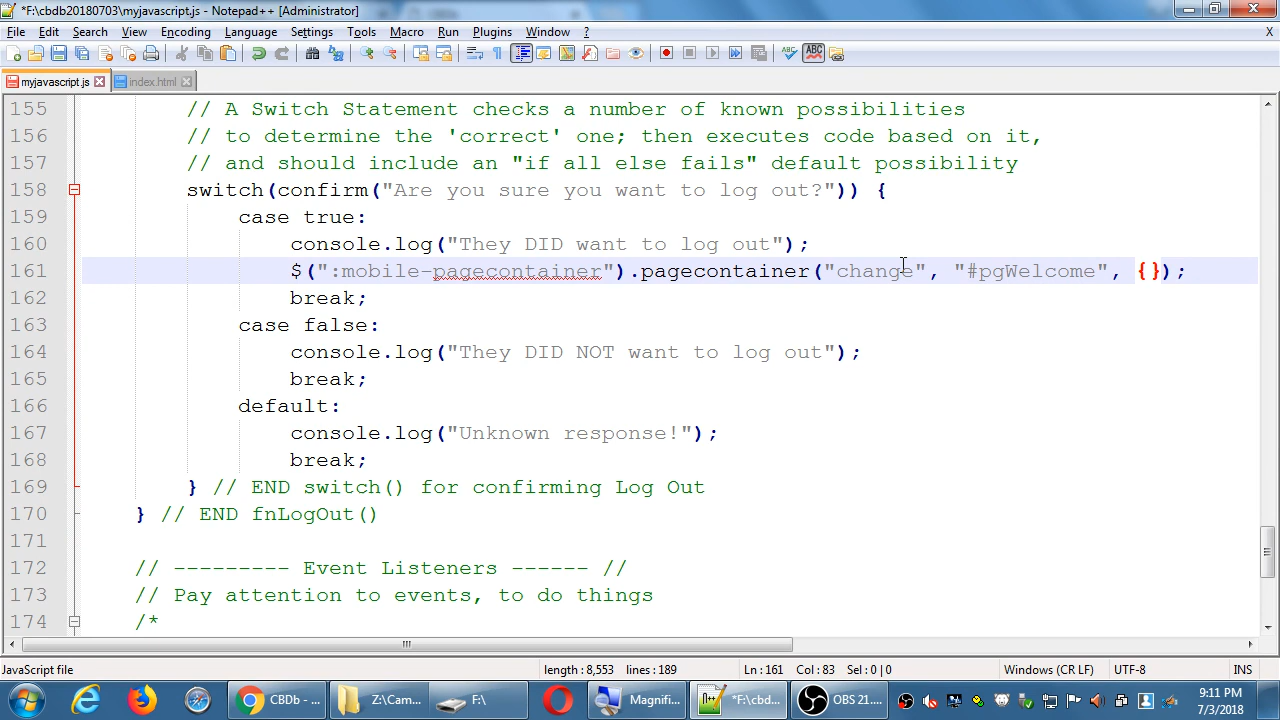 *F:\cbdb20180703\myjavascript.js - Notepad++ [Administrator]
File Edit Search View Encoding Language Settings Tools Macro Run Plugins Window ? X
myjavascript.js index.html
155 // A Switch Statement checks a number of known possibilities
156 // to determine the 'correct' one; then executes code based on it,
157 // and should include an "if all else fails" default possibility
158 switch(confirm("Are you sure you want to log out?")) {
159 case true:
160 console.log("They DID want to log out");
161 $(":mobile-pagecontainer").pagecontainer("change", "#pgWelcome", {});
162 break;
163 case false:
164 console.log("They DID NOT want to log out");
165 break;
166 default:
167 console.log("Unknown response!");
168 break;
169 } // END switch() for confirming Log Out
170 } // END fnLogOut()
171
172 // --------- Event Listeners ------ //
173 // Pay attention to events, to do things
174 /*
JavaScript file length : 8,553 lines : 189 Ln : 161 Col : 83 Sel : 0 | 0 Windows (CR LF) UTF-8 INS
CBDb - ... Z:\Cam... F:\ Magnifi... *F:\cbd... OBS 21....
9:11 PM
7/3/2018